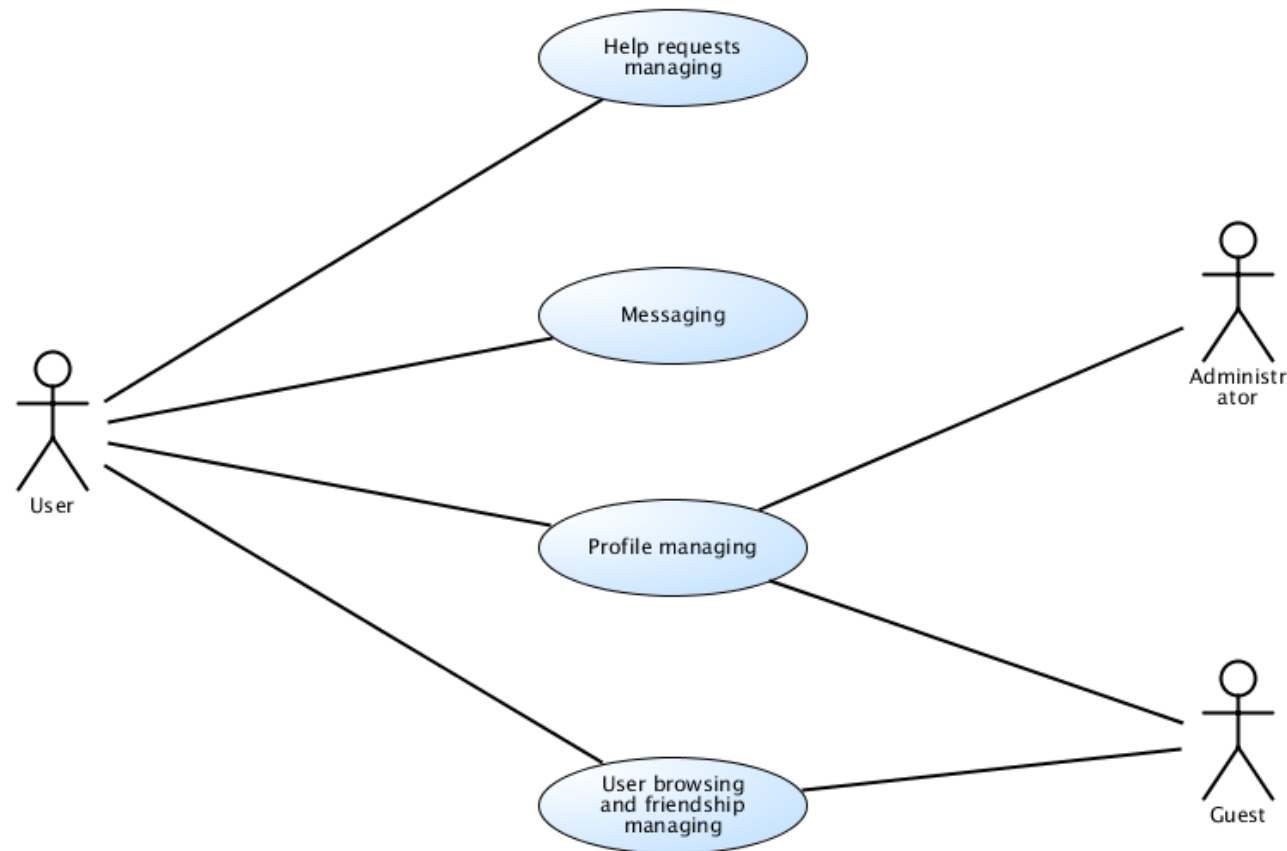 Help requests
managing
Messaging
Administr
ator
User
Profile managing
User browsing
and friendship
managing
Guest